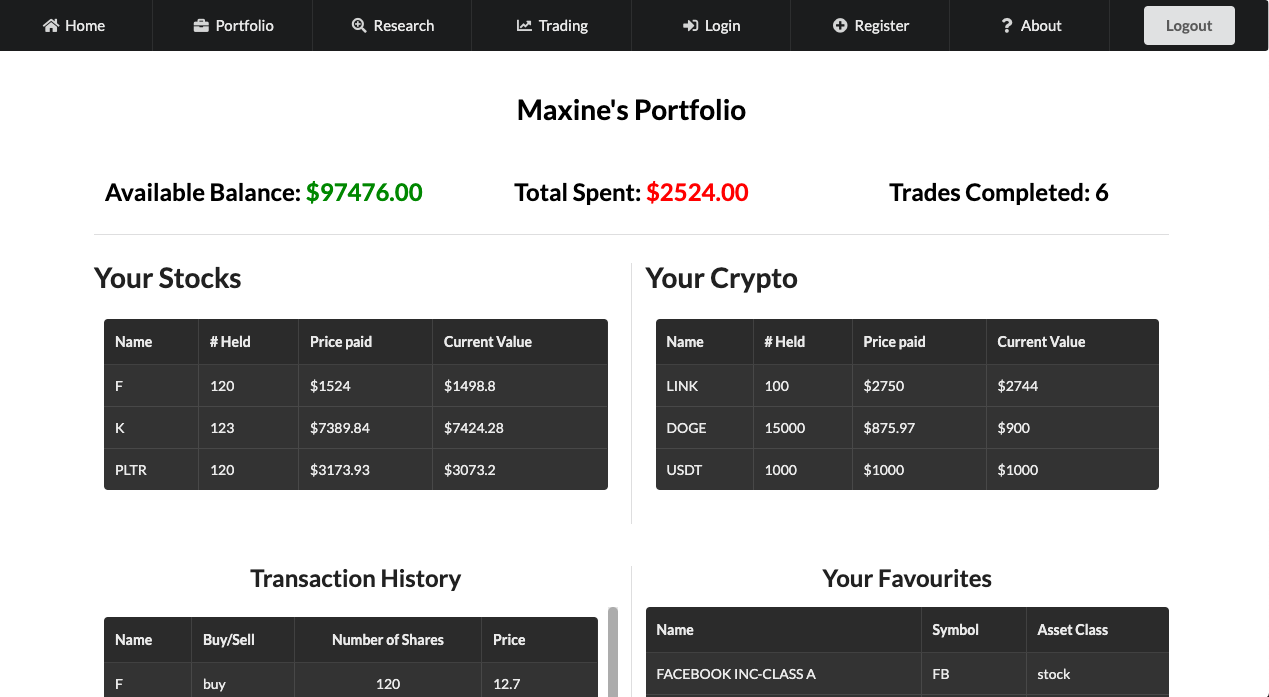 Home Portfolio Research Trading Login Register About Logout
Maxine's Portfolio
Available Balance: $97476.00 Total Spent: $2524.00 Trades Completed: 6
Your Stocks
Name # Held Price paid Current Value
F 120 $1524 $1498.8
K 123 $7389.84 $7424.28
PLTR 120 $3173.93 $3073.2
Your Crypto
Name # Held Price paid Current Value
LINK 100 $2750 $2744
DOGE 15000 $875.97 $900
USDT 1000 $1000 $1000
Transaction History
Name Buy/Sell Number of Shares Price
F buy 120 12.7
Your Favourites
Name Symbol Asset Class
FACEBOOK INC-CLASS A FB stock